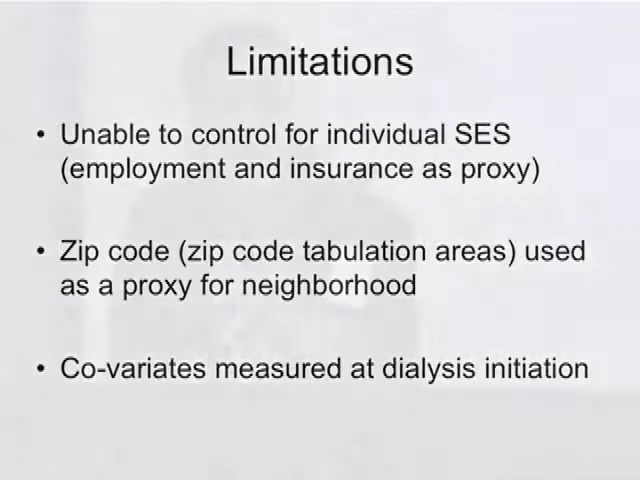 Limitations
• Unable to control for individual SES
(employment and insurance as proxy)
• Zip code (zip code tabulation areas) used
as a proxy for neighborhood
• Co-variates measured at dialysis initiation